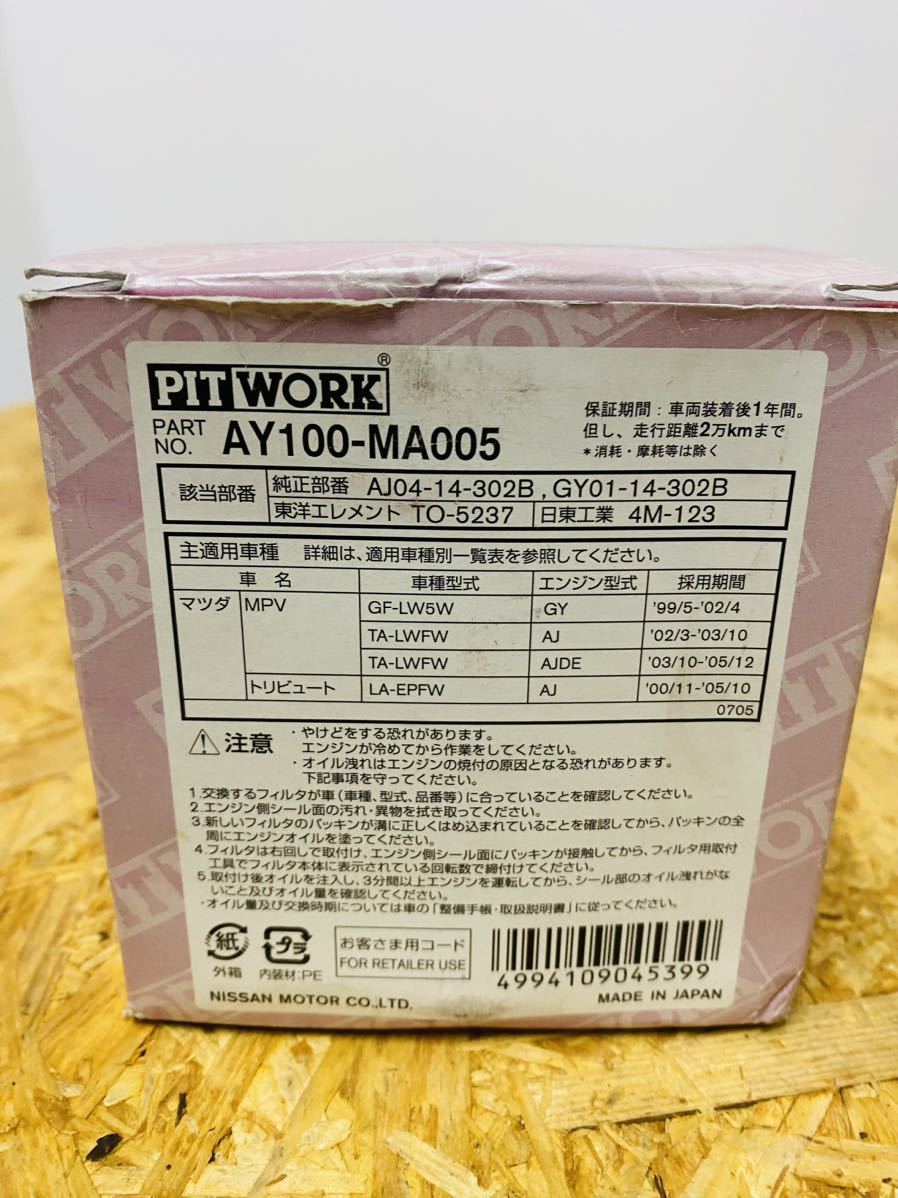 PIT WORK ®
PART NO. AY100-MA005
保証期間：車両装着後1年間。
但し、走行距離2万kmまで
＊消耗・摩耗等は除く
該当部番 純正部番 AJ04-14-302B , GY01-14-302B
東洋エレメント TO-5237 日東工業 4M-123
主適用車種 詳細は、適用車種別一覧表を参照してください。
車 名 車種型式 エンジン型式 採用期間
マツダ MPV GF-LW5W GY '99/5-'02/4
TA-LWFW AJ '02/3-'03/10
TA-LWFW AJDE '03/10-'05/12
トリビュート LA-EPFW AJ '00/11-'05/10
0705
注意 ・やけどをする恐れがあります。
エンジンが冷めてから作業をしてください。
・オイル洩れはエンジンの焼付の原因となる恐れがあります。
下記事項を守ってください。
1.交換するフィルタが車（車種、型式、品番等）に合っていることを確認してください。
2.エンジン側シール面の汚れ・異物を拭き取ってください。
3.新しいフィルタのパッキンが溝に正しくはめ込まれていることを確認してから、パッキンの全
周にエンジンオイルを塗ってください。
4.フィルタは右回しで取付け、エンジン側シール面にパッキンが接触してから、フィルタ用取付
工具でフィルタ本体に表示されている回転数で締付けてください。
5.取付け後オイルを注入し、3分間以上エンジンを運転してから、シール部のオイル洩れがな
いこと及びオイル量を確認してください。
・オイル量及び交換時期については車の「整備手帳・取扱説明書」に従ってください。
紙 外箱
プラ 内装材:PE
お客さま用コード
FOR RETAILER USE
4994109045399
NISSAN MOTOR CO.,LTD.
MADE IN JAPAN